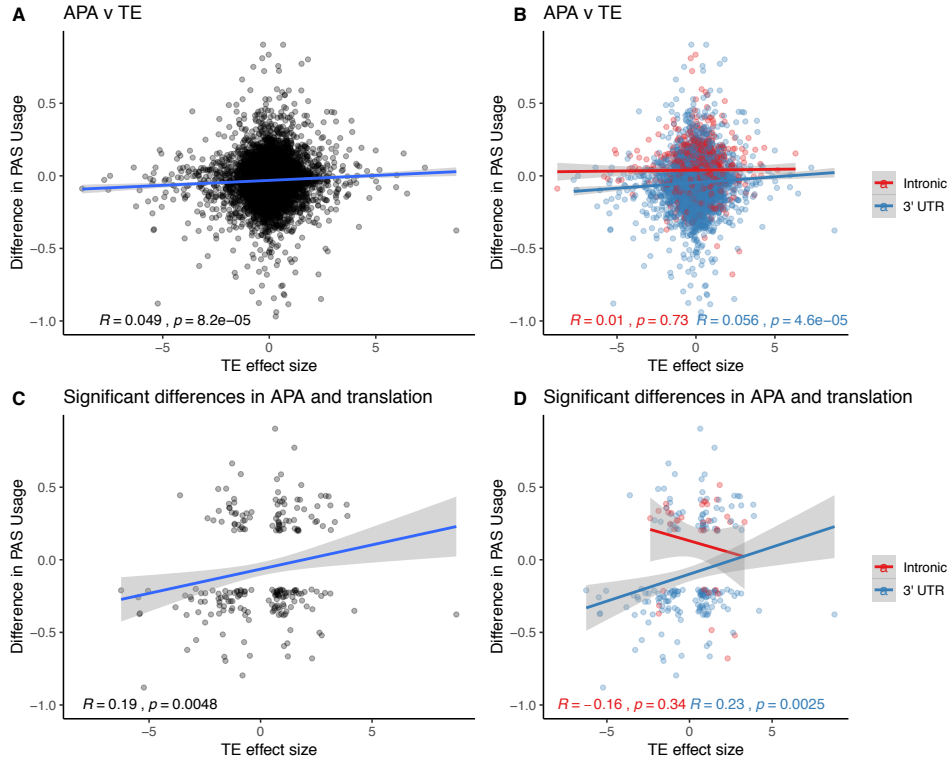 A
APA v TE
Difference in PAS Usage
0.5
0.0
−0.5
−1.0
R = 0.049 , p = 8.2e−05
−5
0
5
TE effect size
B
APA v TE
Difference in PAS Usage
0.5
0.0
−0.5
−1.0
R = 0.01 , p = 0.73
R = 0.056 , p = 4.6e−05
−5
0
5
TE effect size
a Intronic
a 3' UTR
C
Significant differences in APA and translation
Difference in PAS Usage
0.5
0.0
−0.5
−1.0
R = 0.19 , p = 0.0048
−5
0
5
TE effect size
D
Significant differences in APA and translation
Difference in PAS Usage
0.5
0.0
−0.5
−1.0
R = −0.16 , p = 0.34
R = 0.23 , p = 0.0025
−5
0
5
TE effect size
a Intronic
a 3' UTR